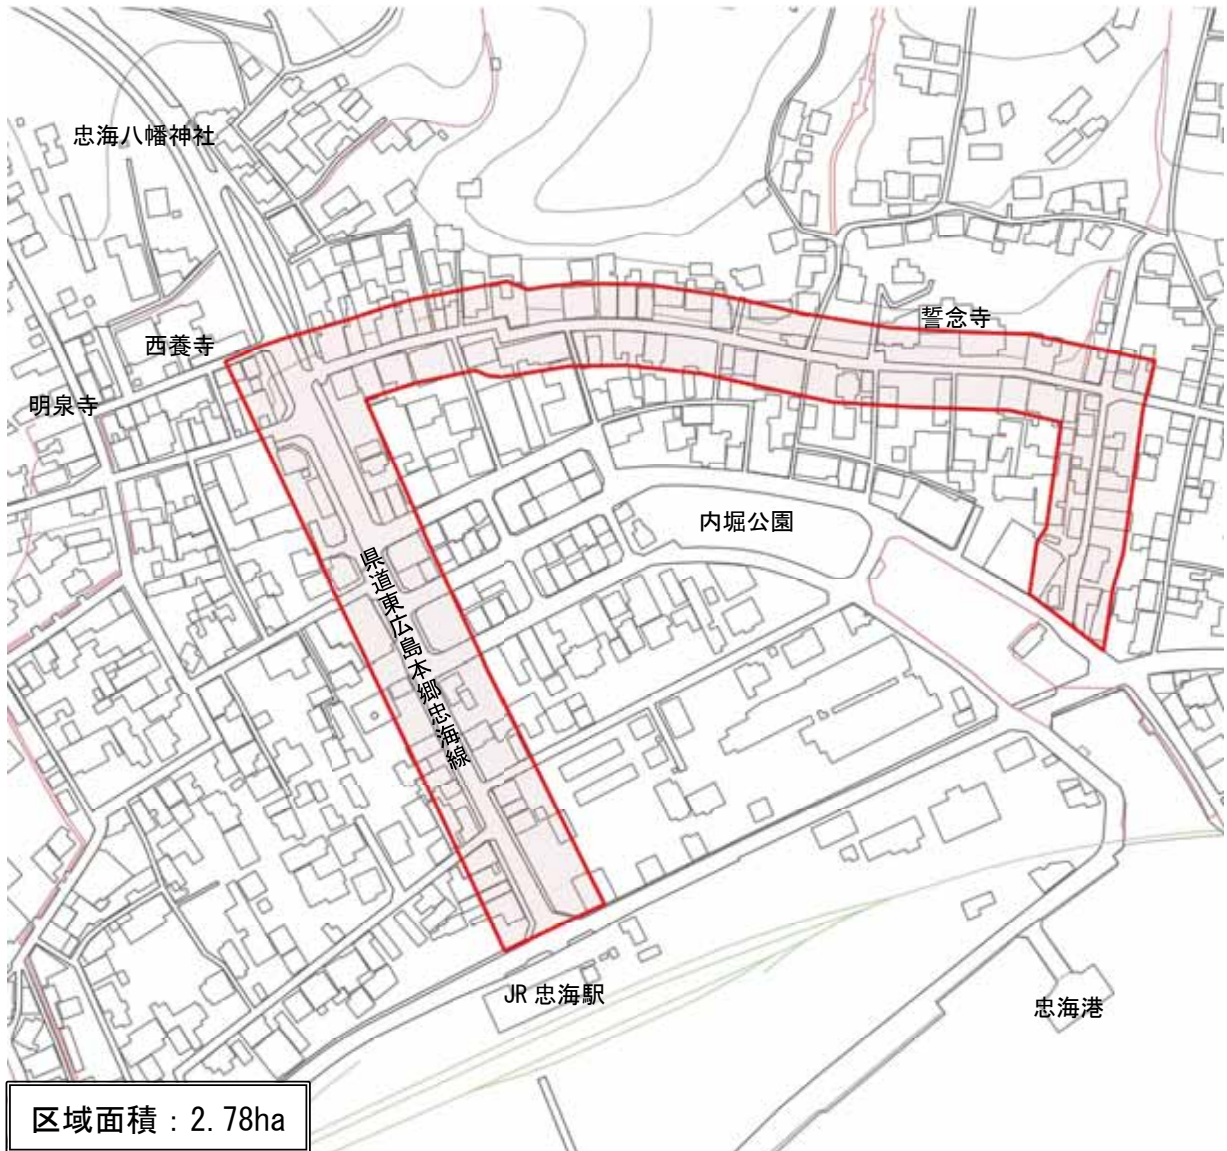 忠海八幡神社
誓念寺
西養寺
明泉寺
内堀公園
県道東広島本郷忠海線
JR 忠海駅
忠海港
区域面積：2.78ha